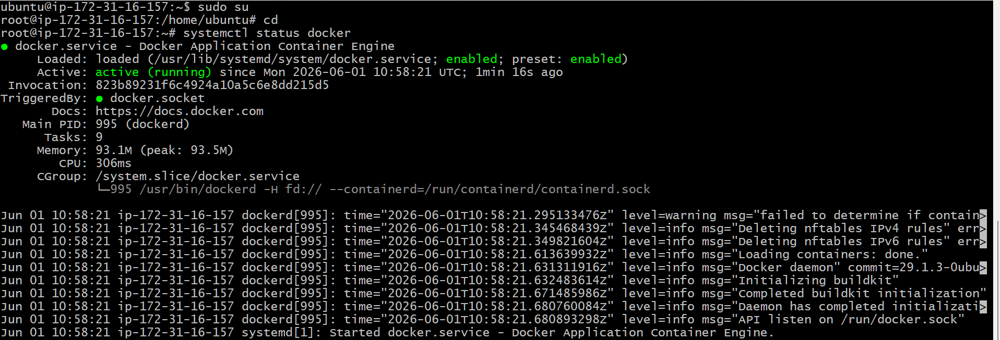 ubuntu@ip-172-31-16-157:~$ sudo su
root@ip-172-31-16-157:/home/ubuntu# cd
root@ip-172-31-16-157:~# systemctl status docker
● docker.service - Docker Application Container Engine
     Loaded: loaded (/usr/lib/systemd/system/docker.service; enabled; preset: enabled)
     Active: active (running) since Mon 2026-06-01 10:58:21 UTC; 1min 16s ago
 Invocation: 823b89231f6c4924a10a5c6e8dd215d5
TriggeredBy: ● docker.socket
       Docs: https://docs.docker.com
   Main PID: 995 (dockerd)
      Tasks: 9
     Memory: 93.1M (peak: 93.5M)
        CPU: 306ms
     CGroup: /system.slice/docker.service
             └─995 /usr/bin/dockerd -H fd:// --containerd=/run/containerd/containerd.sock

Jun 01 10:58:21 ip-172-31-16-157 dockerd[995]: time="2026-06-01T10:58:21.295133476Z" level=warning msg="failed to determine if contain>
Jun 01 10:58:21 ip-172-31-16-157 dockerd[995]: time="2026-06-01T10:58:21.345468439Z" level=info msg="Deleting nftables IPv4 rules" err>
Jun 01 10:58:21 ip-172-31-16-157 dockerd[995]: time="2026-06-01T10:58:21.349821604Z" level=info msg="Deleting nftables IPv6 rules" err>
Jun 01 10:58:21 ip-172-31-16-157 dockerd[995]: time="2026-06-01T10:58:21.613639932Z" level=info msg="Loading containers: done."
Jun 01 10:58:21 ip-172-31-16-157 dockerd[995]: time="2026-06-01T10:58:21.631311916Z" level=info msg="Docker daemon" commit=29.1.3-0ubu>
Jun 01 10:58:21 ip-172-31-16-157 dockerd[995]: time="2026-06-01T10:58:21.632483614Z" level=info msg="Initializing buildkit"
Jun 01 10:58:21 ip-172-31-16-157 dockerd[995]: time="2026-06-01T10:58:21.671485986Z" level=info msg="Completed buildkit initialization"
Jun 01 10:58:21 ip-172-31-16-157 dockerd[995]: time="2026-06-01T10:58:21.680760084Z" level=info msg="Daemon has completed initializati>
Jun 01 10:58:21 ip-172-31-16-157 dockerd[995]: time="2026-06-01T10:58:21.680893298Z" level=info msg="API listen on /run/docker.sock"
Jun 01 10:58:21 ip-172-31-16-157 systemd[1]: Started docker.service - Docker Application Container Engine.